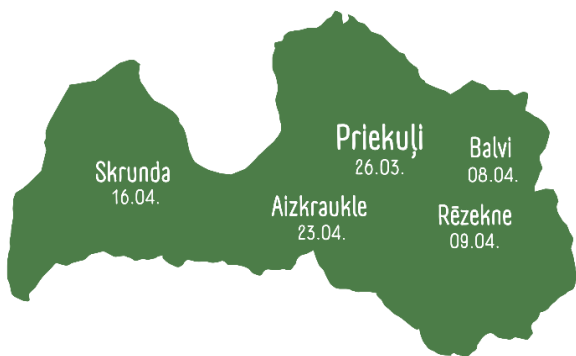 Priekuļi
26.03.
Balvi
08.04.
Skrunda
16.04.
Aizkraukle
23.04.
Rēzekne
09.04.